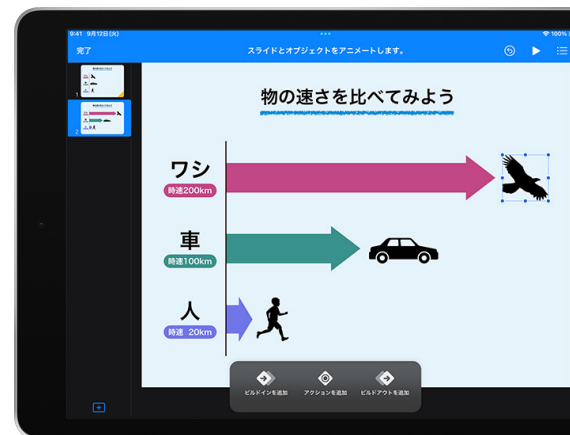 9:41 9月12日(火)
100%
完了
スライドとオブジェクトをアニメートします。
1
2
物の速さを比べてみよう
ワシ
時速200km
車
時速100km
人
時速 20km
ビルドインを追加
アクションを追加
ビルドアウトを追加